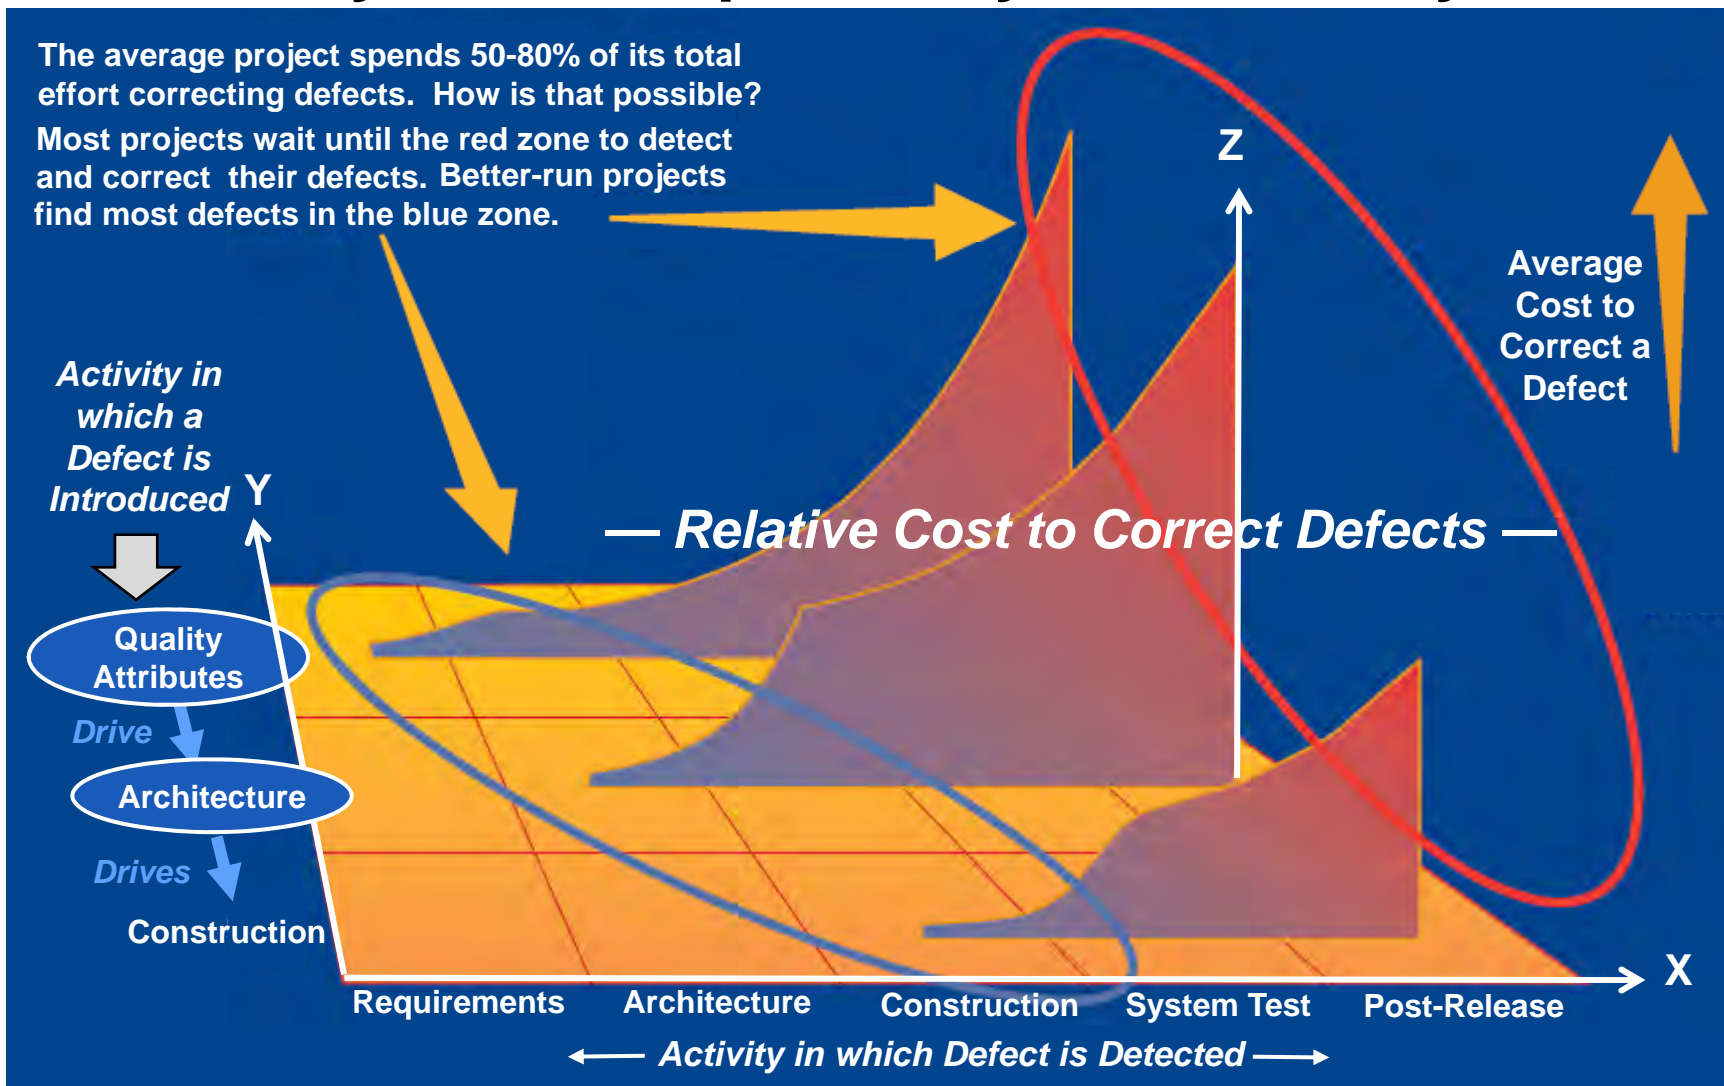 The average project spends 50-80% of its total
effort correcting defects. How is that possible?
Most projects wait until the red zone to detect
and correct their defects. Better-run projects
find most defects in the blue zone.
Z
Average
Cost to
Correct a
Defect
Activity in
which a
Defect is
Introduced
Y
— Relative Cost to Correct Defects —
Quality
Attributes
Drive
Architecture
Drives
Construction
X
Requirements
Architecture
Construction
System Test
Post-Release
Activity in which Defect is Detected